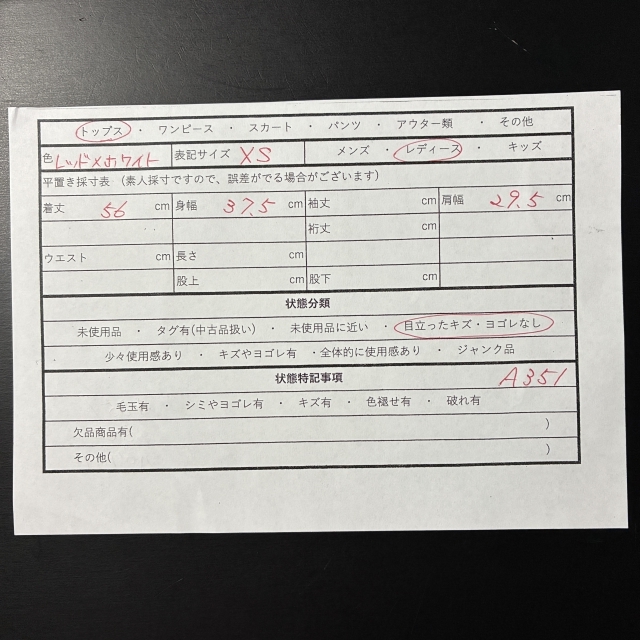 トップス ・ ワンピース ・ スカート ・ パンツ ・ アウター類 ・ その他
色 レッド×ホワイト 表記サイズ XS メンズ ・ レディース ・ キッズ
平置き採寸表 (素人採寸ですので、誤差がでる場合がございます)
着丈 56 cm 身幅 37.5 cm 袖丈 cm 肩幅 29.5 cm
裄丈 cm
ウエスト cm 長さ cm
股上 cm 股下 cm
状態分類
未使用品 ・ タグ有(中古品扱い) ・ 未使用品に近い ・ 目立ったキズ・ヨゴレなし
少々使用感あり ・ キズやヨゴレ有 ・全体的に使用感あり ・ ジャンク品
状態特記事項 A351
毛玉有 ・ シミやヨゴレ有 ・ キズ有 ・ 色褪せ有 ・ 破れ有
欠品商品有( )
その他( )